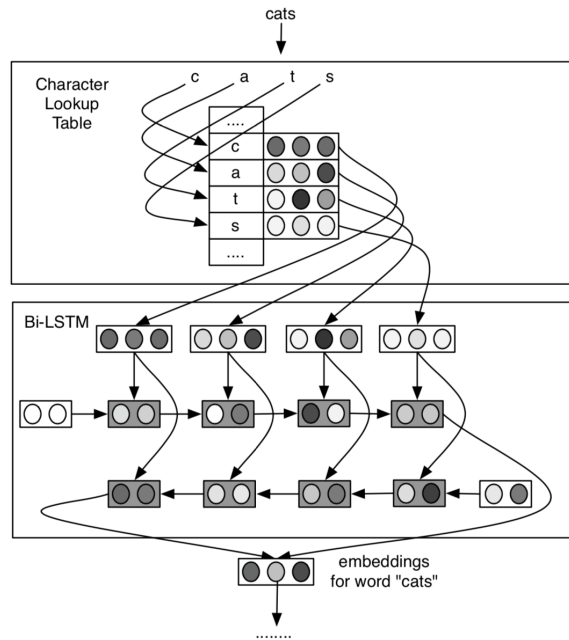 cats
c a t s
Character
Lookup
Table
....
c
a
t
s
....
Bi-LSTM
embeddings
for word "cats"
........